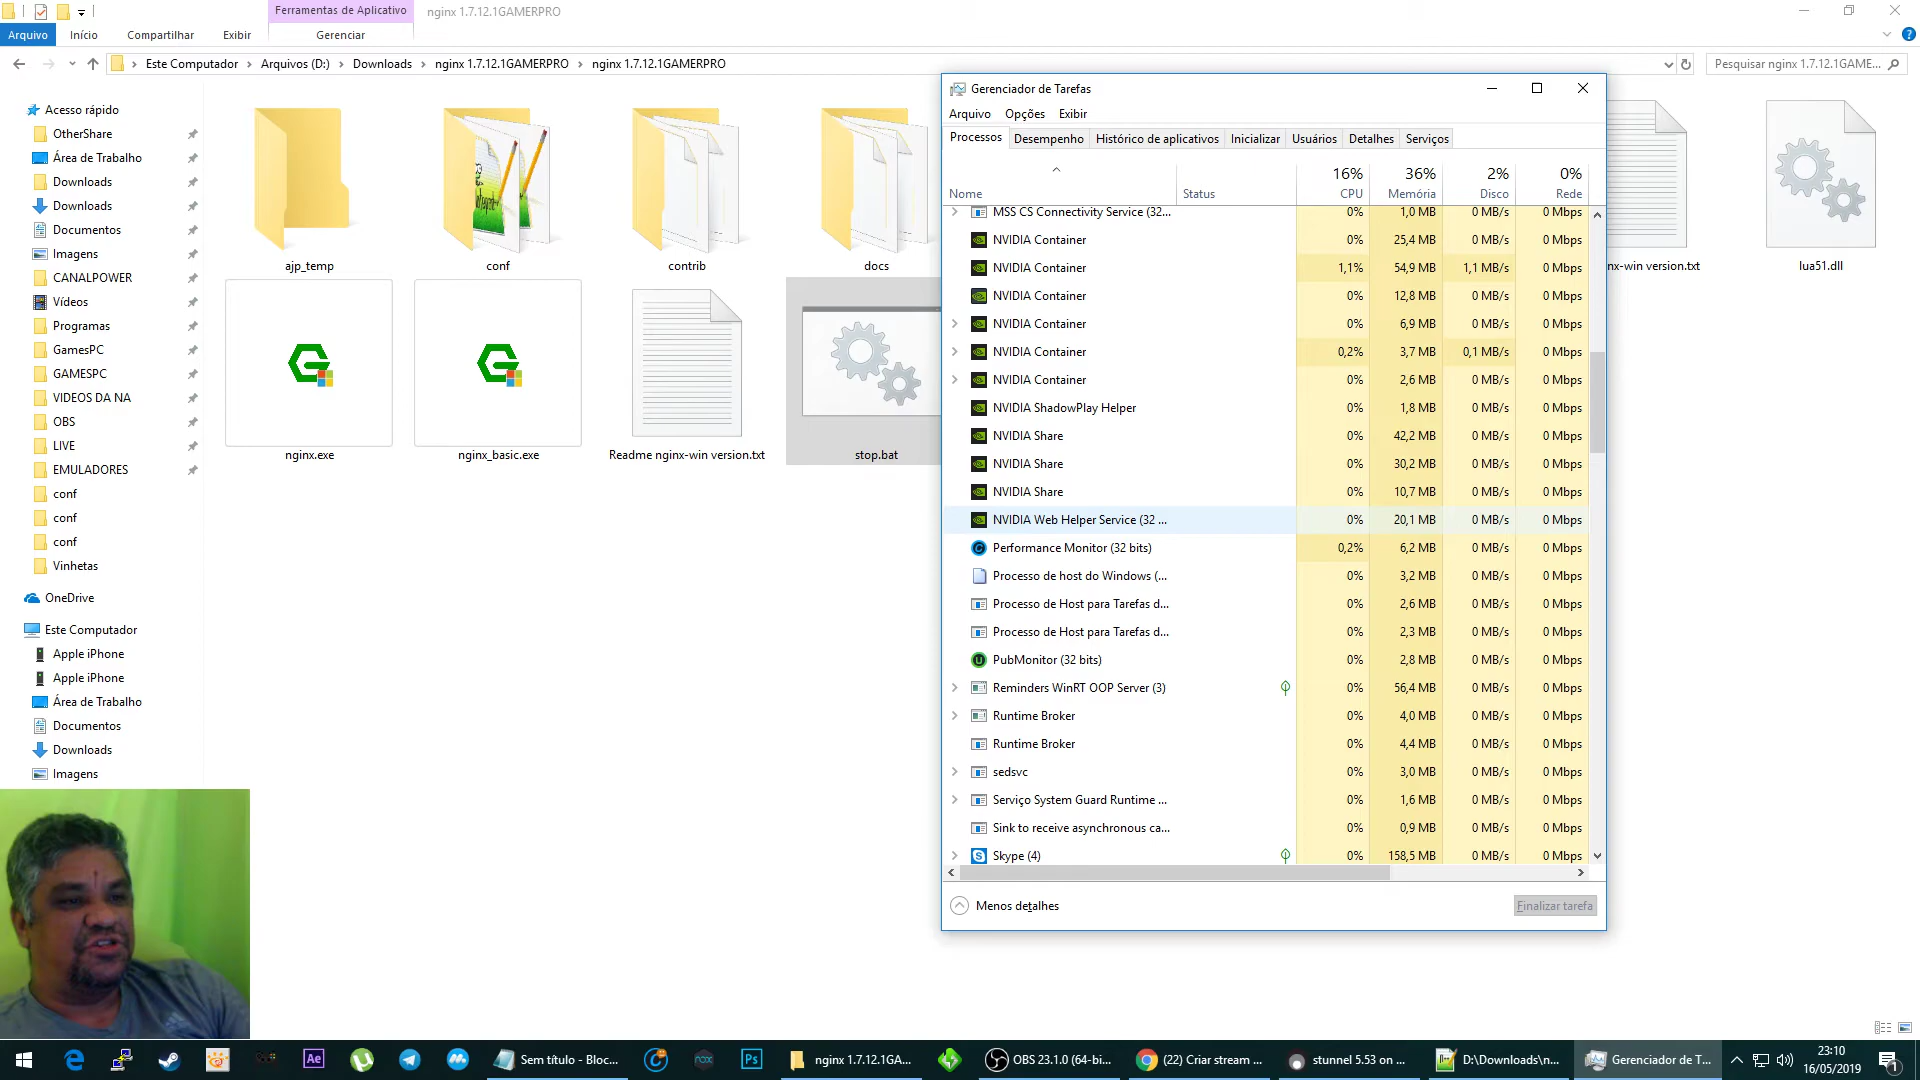 Ferramentas de Aplicativo
nginx 1.7.12.1GAMERPRO
Arquivo
Início
Compartilhar
Exibir
Gerenciar
Este Computador > Arquivos (D:) > Downloads > nginx 1.7.12.1GAMERPRO > nginx 1.7.12.1GAMERPRO
Pesquisar nginx 1.7.12.1GAME...
Acesso rápido
OtherShare
Área de Trabalho
Downloads
Downloads
Documentos
Imagens
CANALPOWER
Vídeos
Programas
GamesPC
GAMESPC
VIDEOS DA NA
OBS
LIVE
EMULADORES
conf
conf
conf
Vinhetas
OneDrive
Este Computador
Apple iPhone
Apple iPhone
Área de Trabalho
Documentos
Downloads
Imagens
ajp_temp
conf
contrib
docs
nx-win version.txt
lua51.dll
nginx.exe
nginx_basic.exe
Readme nginx-win version.txt
stop.bat
Gerenciador de Tarefas
Arquivo Opções Exibir
Processos Desempenho Histórico de aplicativos Inicializar Usuários Detalhes Serviços
16% 36% 2% 0%
Nome Status CPU Memória Disco Rede
MSS CS Connectivity Service (32... 0% 1,0 MB 0 MB/s 0 Mbps
NVIDIA Container 0% 25,4 MB 0 MB/s 0 Mbps
NVIDIA Container 1,1% 54,9 MB 1,1 MB/s 0 Mbps
NVIDIA Container 0% 12,8 MB 0 MB/s 0 Mbps
NVIDIA Container 0% 6,9 MB 0 MB/s 0 Mbps
NVIDIA Container 0,2% 3,7 MB 0,1 MB/s 0 Mbps
NVIDIA Container 0% 2,6 MB 0 MB/s 0 Mbps
NVIDIA ShadowPlay Helper 0% 1,8 MB 0 MB/s 0 Mbps
NVIDIA Share 0% 42,2 MB 0 MB/s 0 Mbps
NVIDIA Share 0% 30,2 MB 0 MB/s 0 Mbps
NVIDIA Share 0% 10,7 MB 0 MB/s 0 Mbps
NVIDIA Web Helper Service (32 ... 0% 20,1 MB 0 MB/s 0 Mbps
Performance Monitor (32 bits) 0,2% 6,2 MB 0 MB/s 0 Mbps
Processo de host do Windows (... 0% 3,2 MB 0 MB/s 0 Mbps
Processo de Host para Tarefas d... 0% 2,6 MB 0 MB/s 0 Mbps
Processo de Host para Tarefas d... 0% 2,3 MB 0 MB/s 0 Mbps
PubMonitor (32 bits) 0% 2,8 MB 0 MB/s 0 Mbps
Reminders WinRT OOP Server (3) 0% 56,4 MB 0 MB/s 0 Mbps
Runtime Broker 0% 4,0 MB 0 MB/s 0 Mbps
Runtime Broker 0% 4,4 MB 0 MB/s 0 Mbps
sedsvc 0% 3,0 MB 0 MB/s 0 Mbps
Serviço System Guard Runtime ... 0% 1,6 MB 0 MB/s 0 Mbps
Sink to receive asynchronous ca... 0% 0,9 MB 0 MB/s 0 Mbps
Skype (4) 0% 158,5 MB 0 MB/s 0 Mbps
Menos detalhes
Finalizar tarefa
Ae
Sem título - Bloc...
nox
Ps
nginx 1.7.12.1GA...
OBS 23.1.0 (64-bi...
(22) Criar stream ...
stunnel 5.53 on ...
D:\Downloads\n...
Gerenciador de T...
23:10
16/05/2019
1